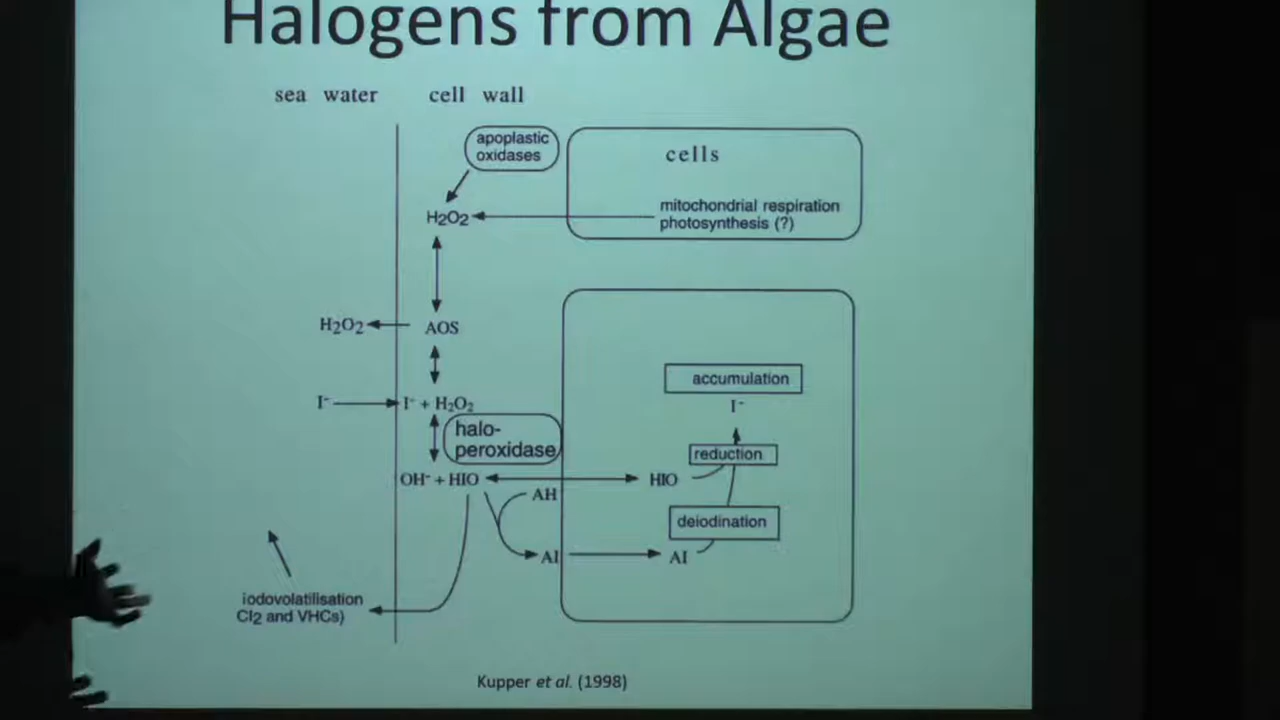 Halogens from Algae
sea water
cell wall
apoplastic
oxidases
cells
mitochondrial respiration
photosynthesis (?)
H2O2
H2O2
AOS
accumulation
I-
I-
I- + H2O2
halo-
peroxidase
reduction
OH- + HIO
HIO
AH
deiodination
AI
AI
iodovolatilisation
Cl2 and VHCs)
Kupper et al. (1998)